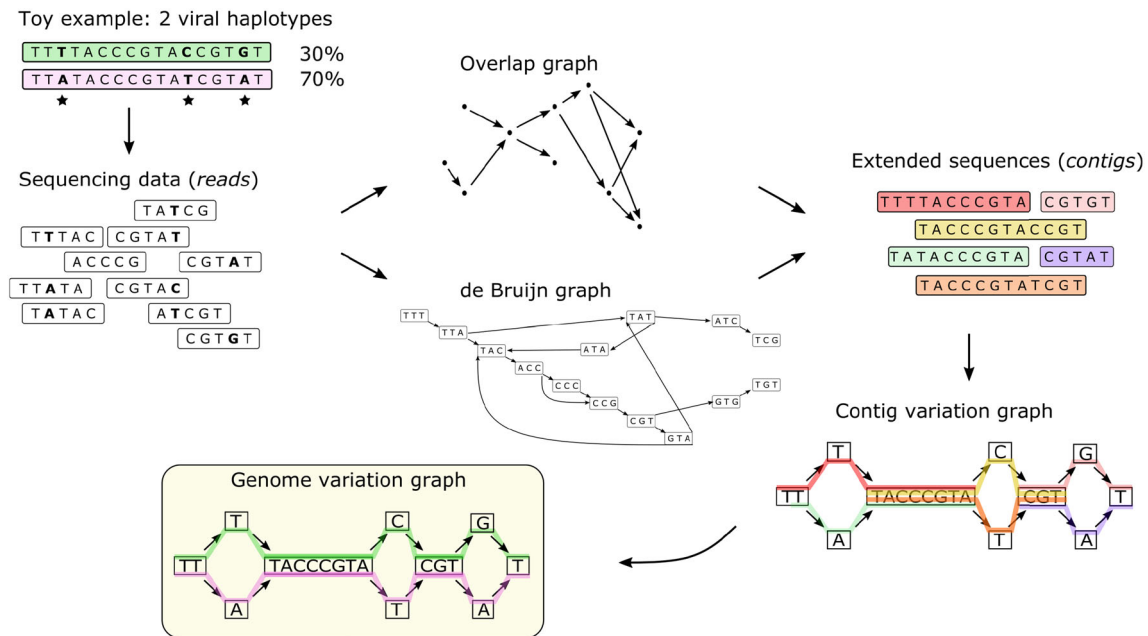 Toy example: 2 viral haplotypes
TTTTACCCGTACCGTGT 30%
TTATACCCGTATCGTAT 70%
Sequencing data (reads)
TATCG
TTTAC CGTAT
ACCCG CGTAT
TTATA CGTAC
TATAC ATCGT
CGTGT
Overlap graph
de Bruijn graph
TTT
TTA
TAT
ATC
TCG
TAC
ATA
ACC
CCC
CCG
CGT
GTA
GTG
TGT
Extended sequences (contigs)
TTTTACCCGTA CGTGT
TACCCGTACCGT
TATACCCGTA CGTAT
TACCCGTATCGT
Contig variation graph
T C G
TT TACCCGTA CGT T
A T A
Genome variation graph
T C G
TT TACCCGTA CGT T
A T A